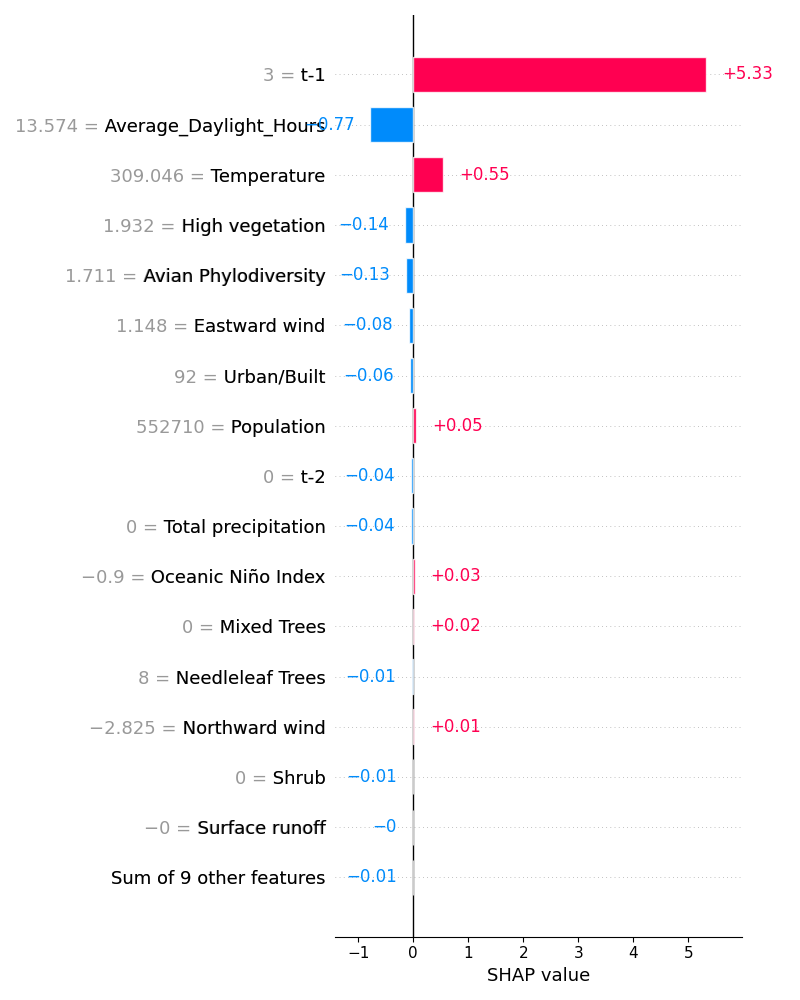 3 = t-1 +5.33
13.574 = Average_Daylight_Hours −0.77
309.046 = Temperature +0.55
1.932 = High vegetation −0.14
1.711 = Avian Phylodiversity −0.13
1.148 = Eastward wind −0.08
92 = Urban/Built −0.06
552710 = Population +0.05
0 = t-2 −0.04
0 = Total precipitation −0.04
−0.9 = Oceanic Niño Index +0.03
0 = Mixed Trees +0.02
8 = Needleleaf Trees −0.01
−2.825 = Northward wind +0.01
0 = Shrub −0.01
−0 = Surface runoff −0
Sum of 9 other features −0.01
−1 0 1 2 3 4 5
SHAP value